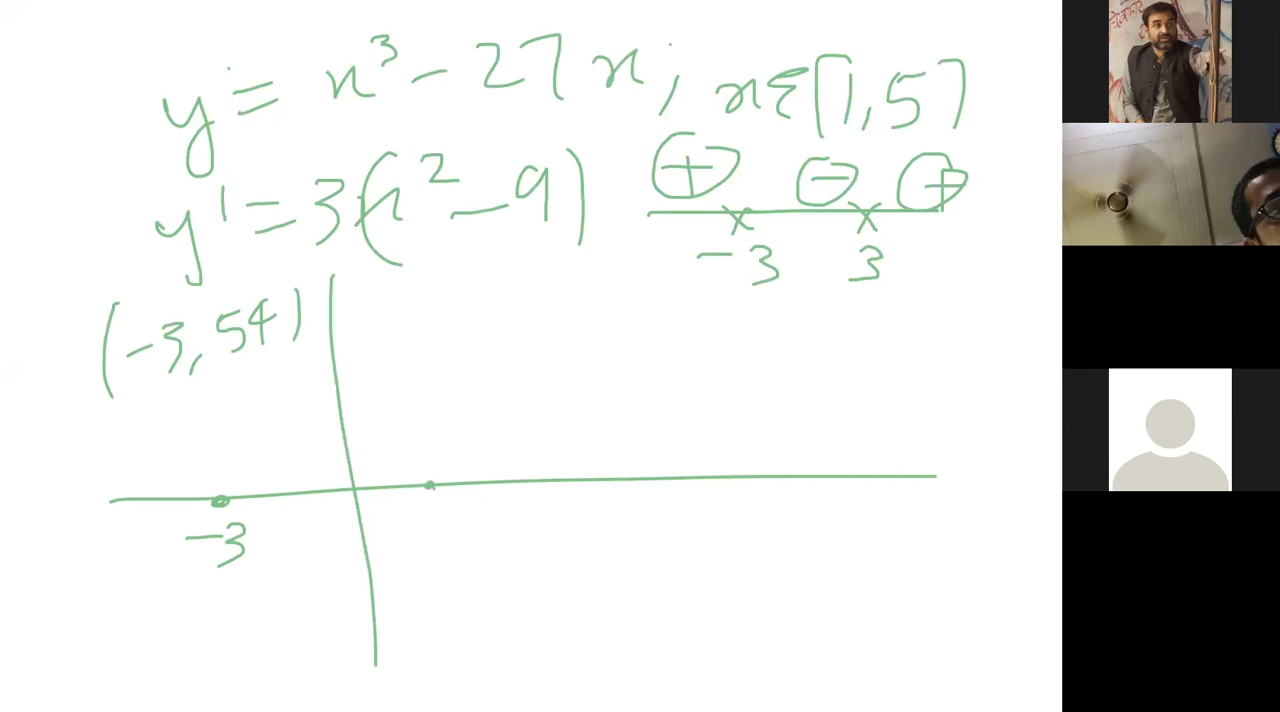 y = x³ - 27x, x ∈ [1, 5]
y' = 3(x² - 9)
+ - +
-3 3
(-3, 54)
-3